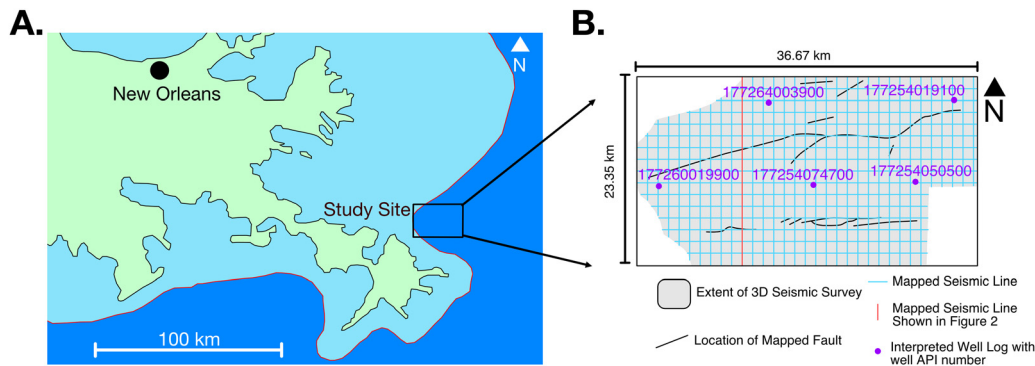 A.
N
New Orleans
Study Site
100 km
B.
36.67 km
23.35 km
N
177264003900
177254019100
177260019900
177254074700
177254050500
Extent of 3D Seismic Survey
Location of Mapped Fault
Mapped Seismic Line
Mapped Seismic Line
Shown in Figure 2
Interpreted Well Log with
well API number